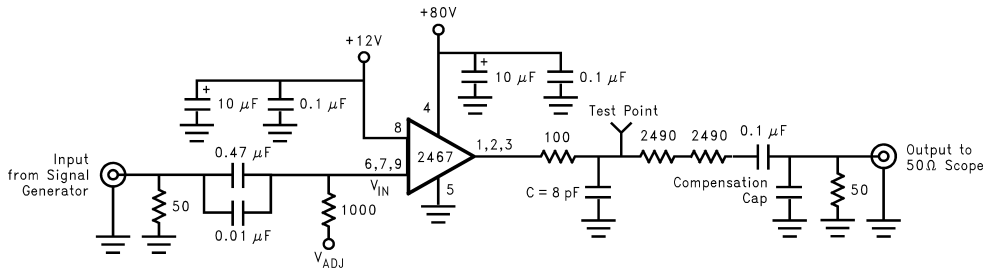 +80V
+12V
+
10 μF
0.1 μF
+
10 μF
0.1 μF
4
8
Test Point
0.47 μF
Input
from Signal
Generator
6,7,9
V_IN
2467
1,2,3
100
2490
2490
0.1 μF
Output to
50Ω Scope
5
C = 8 pF
Compensation
Cap
50
50
0.01 μF
1000
V_ADJ